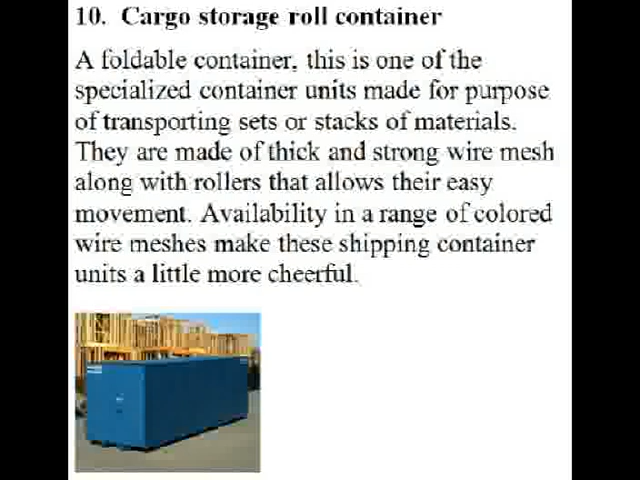 10. Cargo storage roll container
A foldable container, this is one of the
specialized container units made for purpose
of transporting sets or stacks of materials.
They are made of thick and strong wire mesh
along with rollers that allows their easy
movement. Availability in a range of colored
wire meshes make these shipping container
units a little more cheerful.